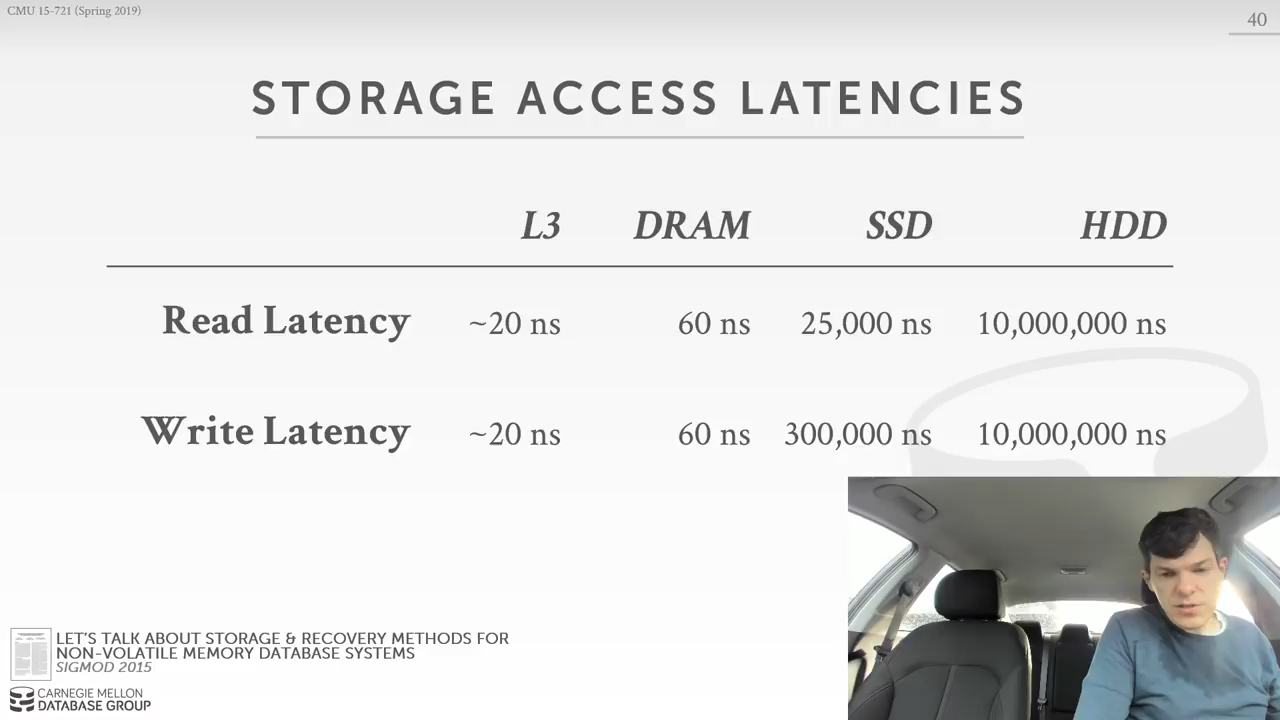 CMU 15-721 (Spring 2019)
40
STORAGE ACCESS LATENCIES
L3 DRAM SSD HDD
Read Latency ~20 ns 60 ns 25,000 ns 10,000,000 ns
Write Latency ~20 ns 60 ns 300,000 ns 10,000,000 ns
LET'S TALK ABOUT STORAGE & RECOVERY METHODS FOR
NON-VOLATILE MEMORY DATABASE SYSTEMS
SIGMOD 2015
CARNEGIE MELLON
DATABASE GROUP